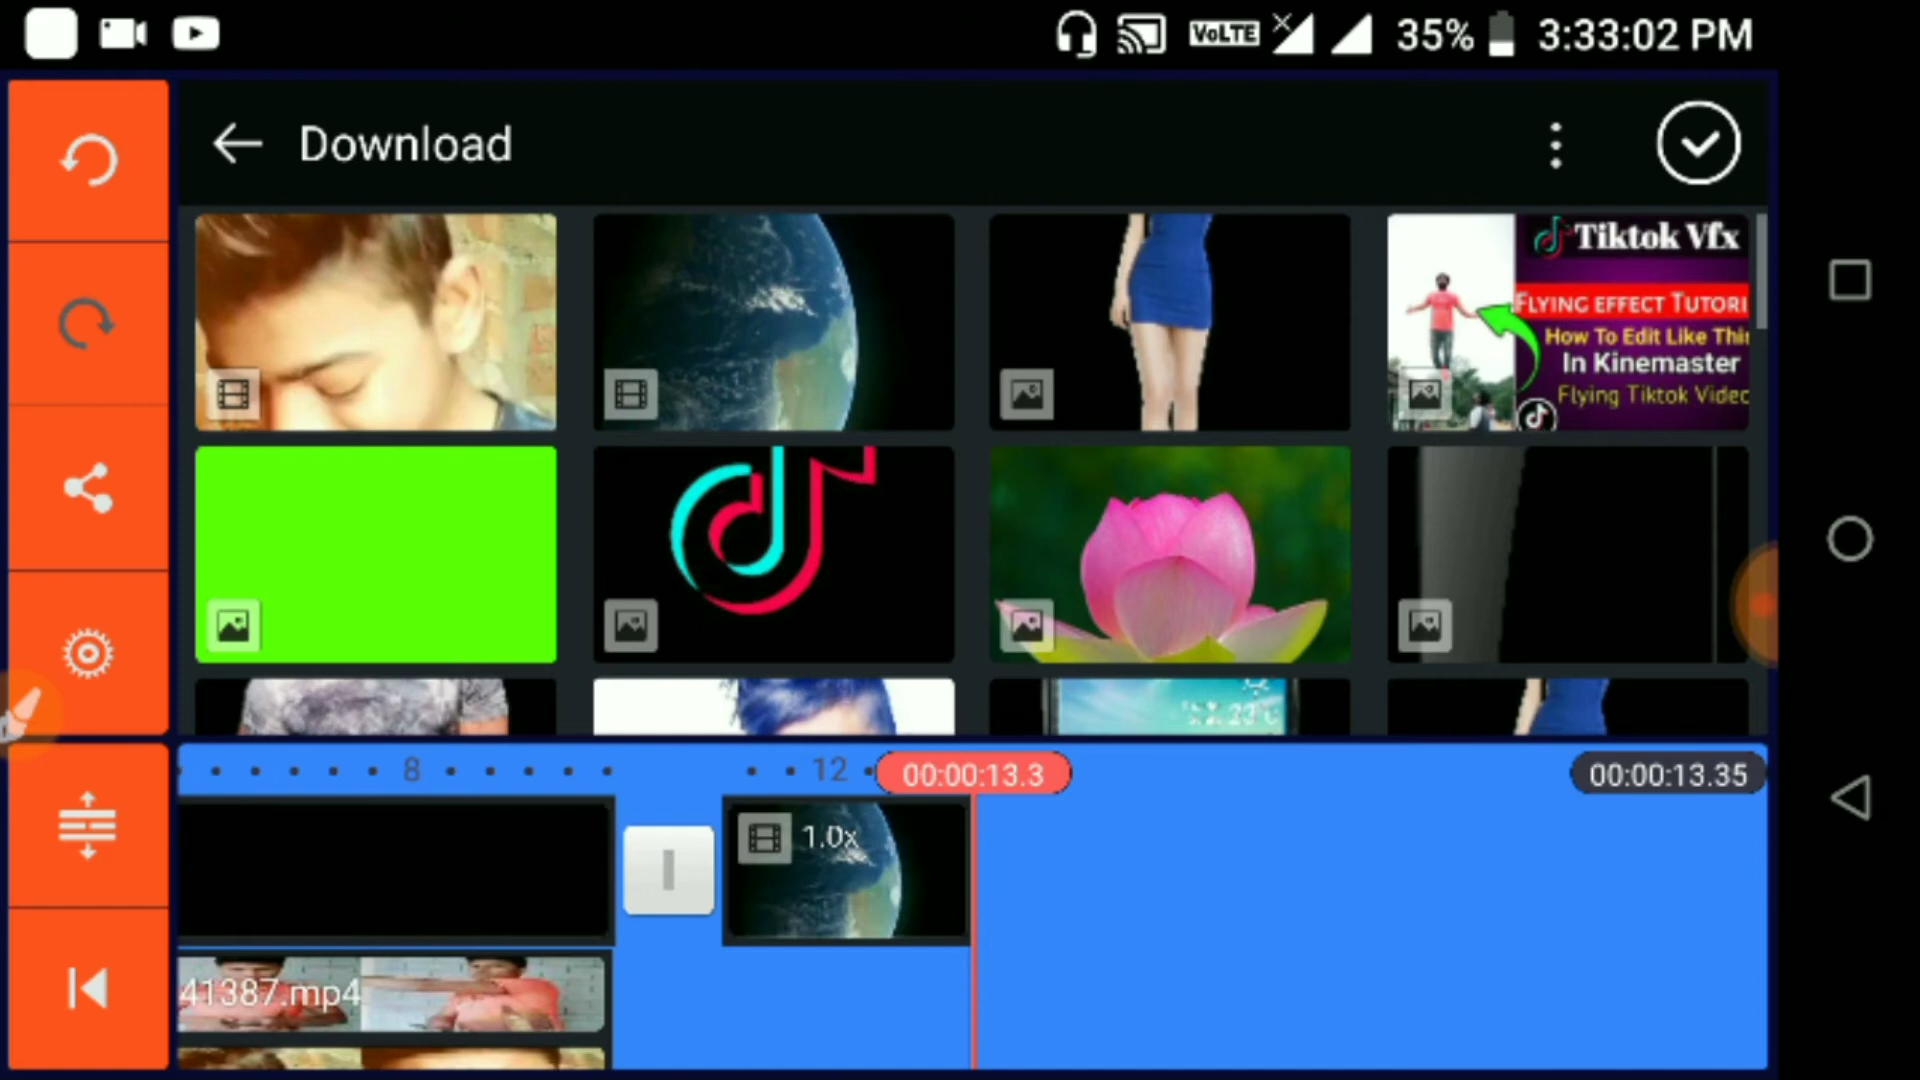 VoLTE 35% 3:33:02 PM
Download
Tiktok Vfx
FLYING EFFECT TUTORI
How To Edit Like Thi
In Kinemaster
Flying Tiktok Videc
8
12
00:00:13.3
00:00:13.35
1.0x
41387.mp4